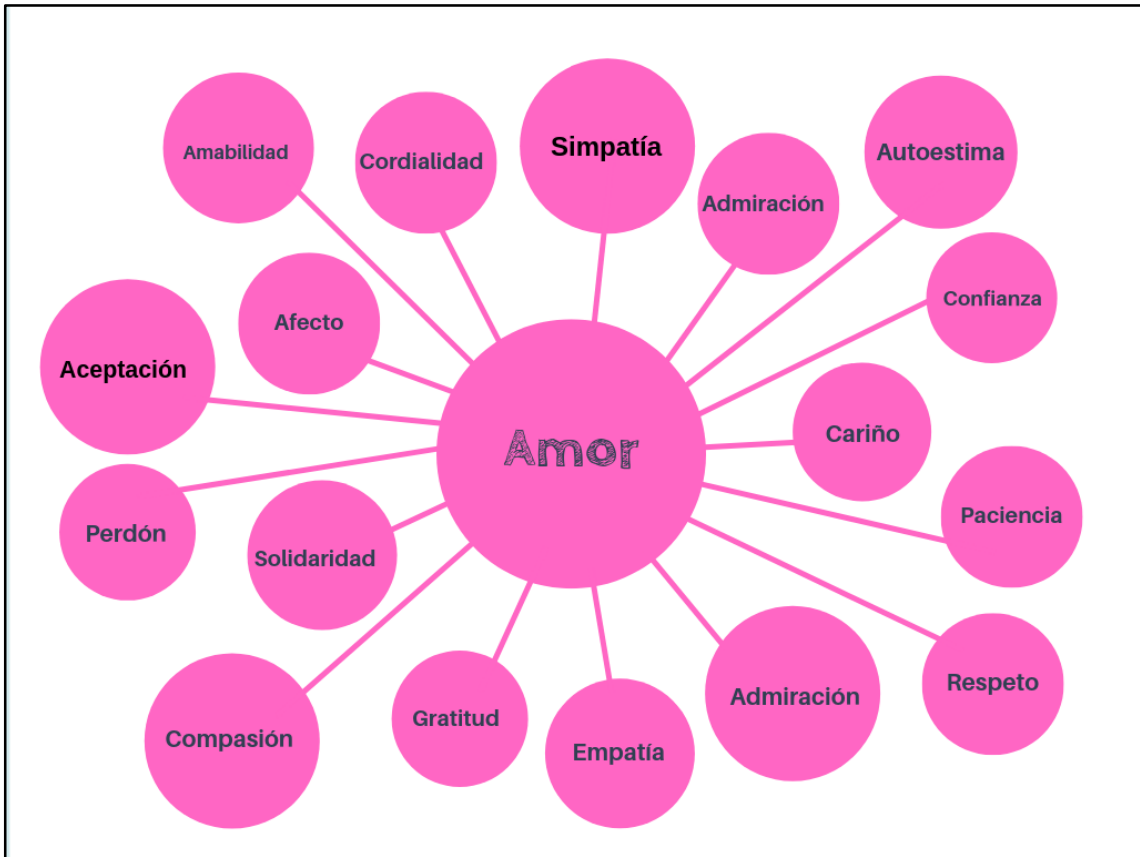 Simpatía
Amabilidad
Cordialidad
Autoestima
Admiración
Confianza
Afecto
Aceptación
Amor
Cariño
Paciencia
Perdón
Solidaridad
Respeto
Admiración
Gratitud
Compasión
Empatía